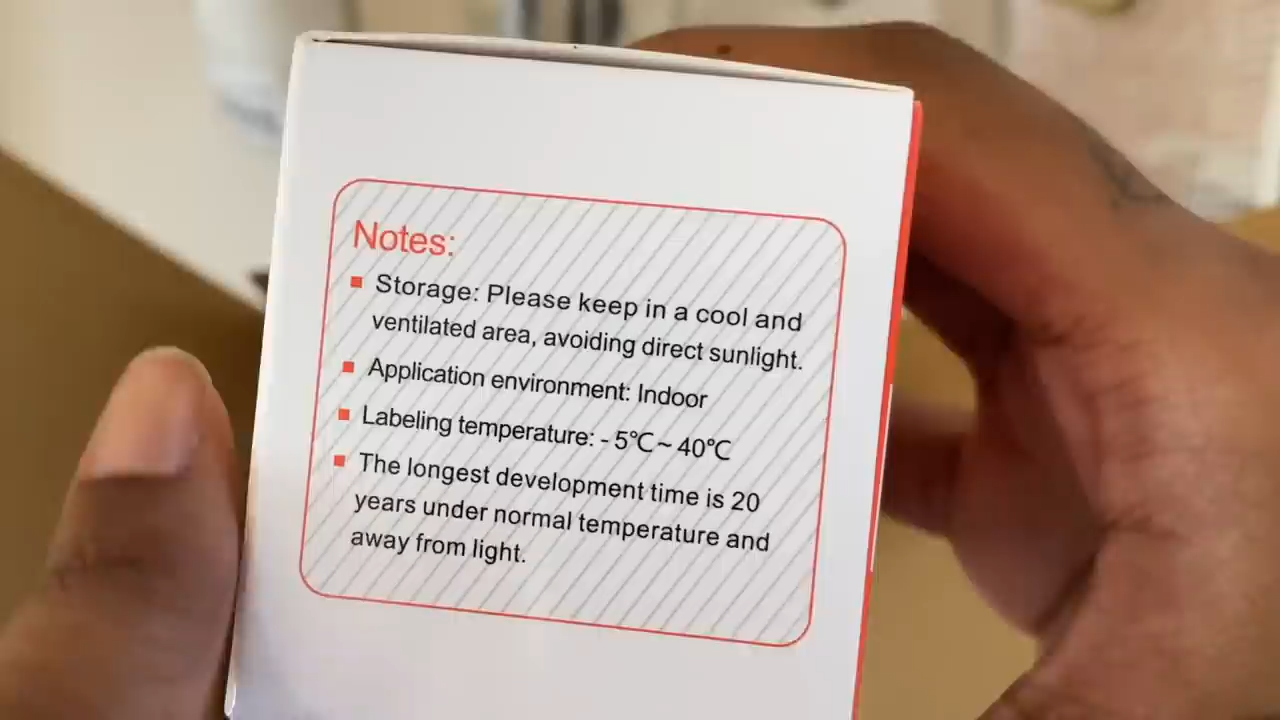 Notes:
Storage: Please keep in a cool and
ventilated area, avoiding direct sunlight.
Application environment: Indoor
Labeling temperature: - 5℃~ 40℃
The longest development time is 20
years under normal temperature and
away from light.